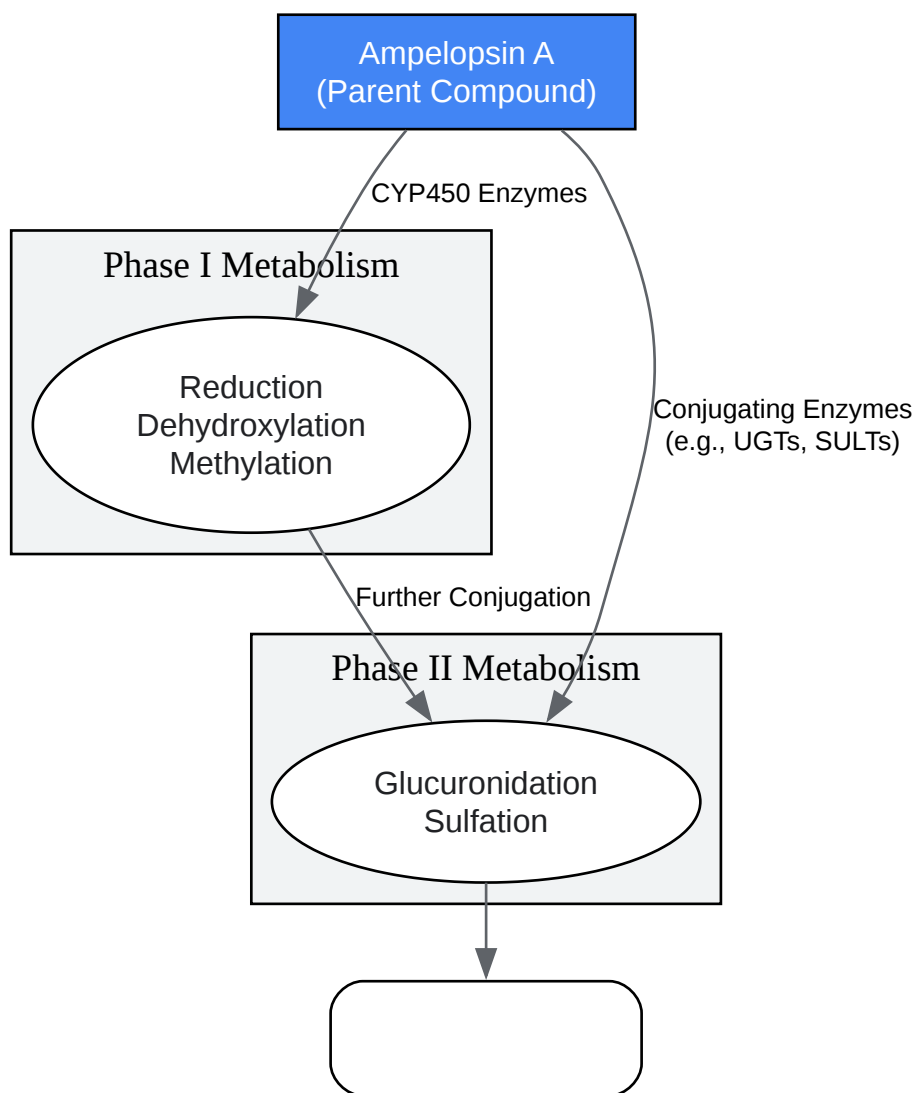 Ampelopsin A
(Parent Compound)
CYP450 Enzymes
Phase I Metabolism
Reduction
Dehydroxylation
Methylation
Conjugating Enzymes
(e.g., UGTs, SULTs)
Further Conjugation
Phase II Metabolism
Glucuronidation
Sulfation